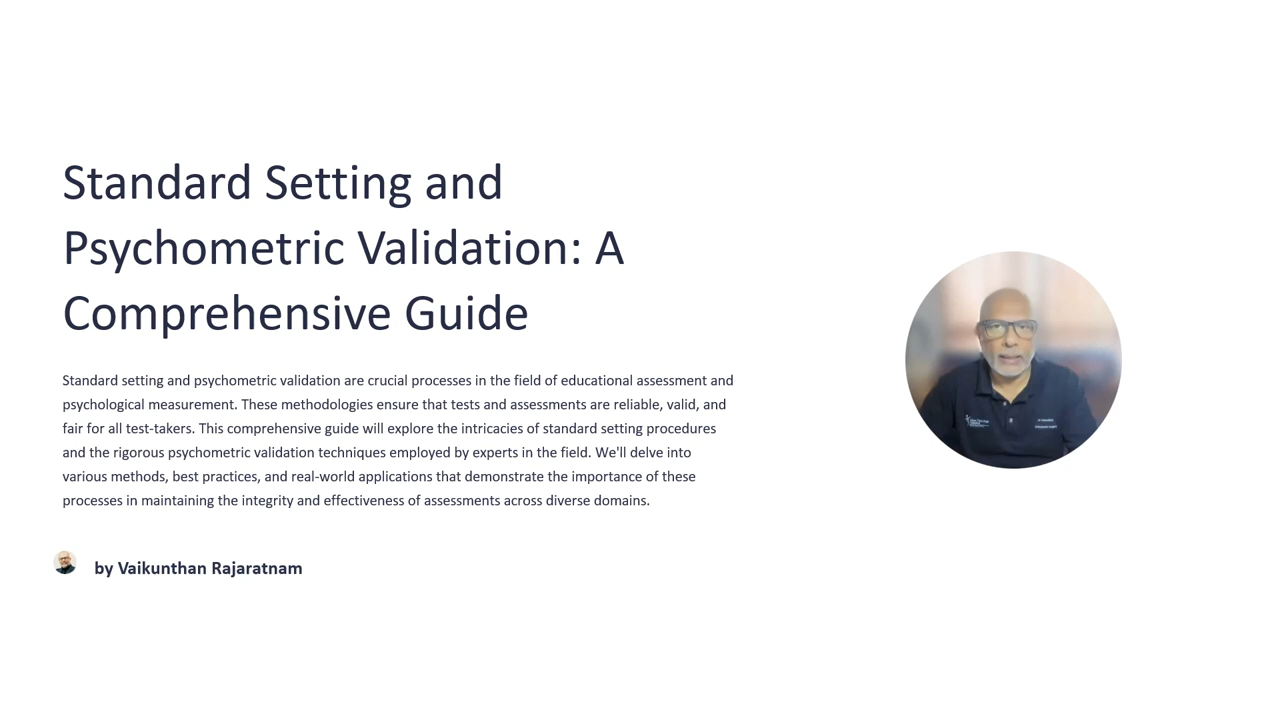 Standard Setting and
Psychometric Validation: A
Comprehensive Guide
Standard setting and psychometric validation are crucial processes in the field of educational assessment and
psychological measurement. These methodologies ensure that tests and assessments are reliable, valid, and
fair for all test-takers. This comprehensive guide will explore the intricacies of standard setting procedures
and the rigorous psychometric validation techniques employed by experts in the field. We'll delve into
various methods, best practices, and real-world applications that demonstrate the importance of these
processes in maintaining the integrity and effectiveness of assessments across diverse domains.
by Vaikunthan Rajaratnam